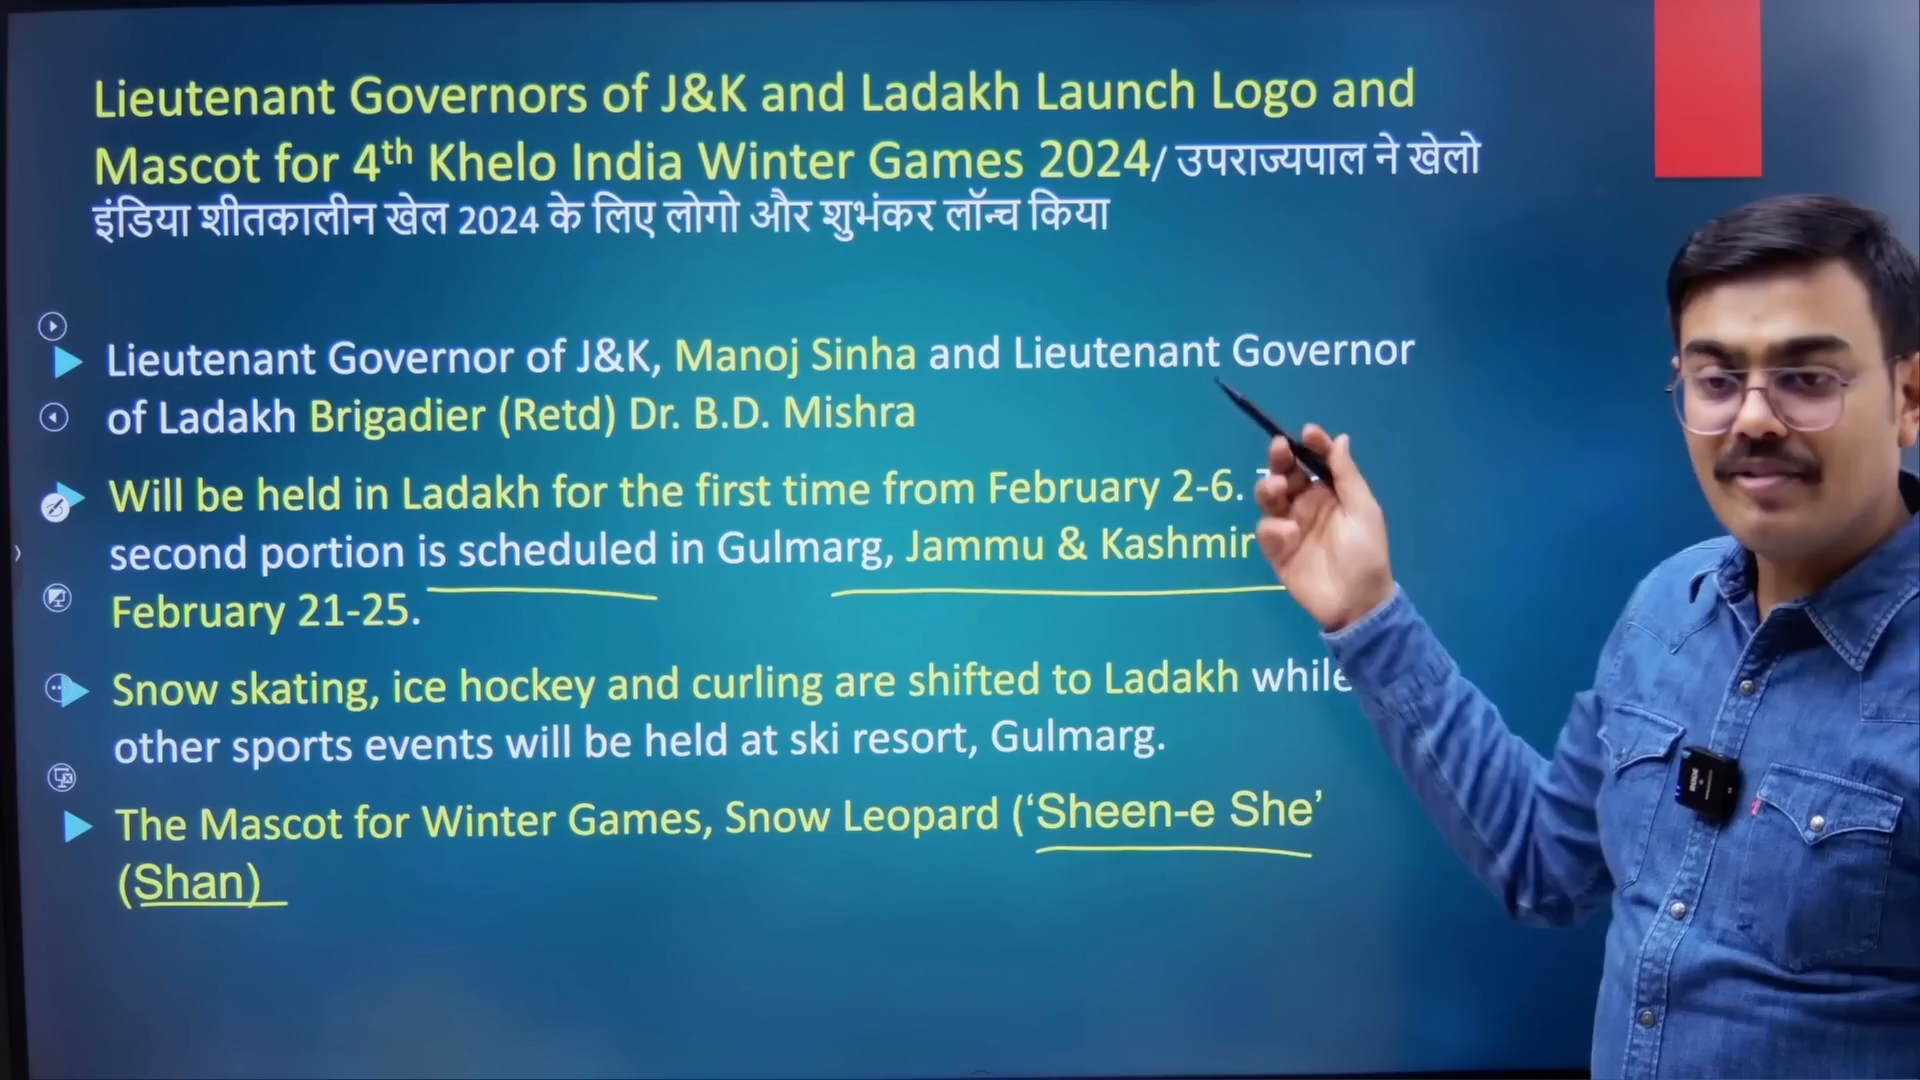 Lieutenant Governors of J&K and Ladakh Launch Logo and
Mascot for 4th Khelo India Winter Games 2024/ उपराज्यपाल ने खेलो
इंडिया शीतकालीन खेल 2024 के लिए लोगो और शुभंकर लॉन्च किया
Lieutenant Governor of J&K, Manoj Sinha and Lieutenant Governor
of Ladakh Brigadier (Retd) Dr. B.D. Mishra
Will be held in Ladakh for the first time from February 2-6.
second portion is scheduled in Gulmarg, Jammu & Kashmir
February 21-25.
Snow skating, ice hockey and curling are shifted to Ladakh while
other sports events will be held at ski resort, Gulmarg.
The Mascot for Winter Games, Snow Leopard (‘Sheen-e She’
(Shan)